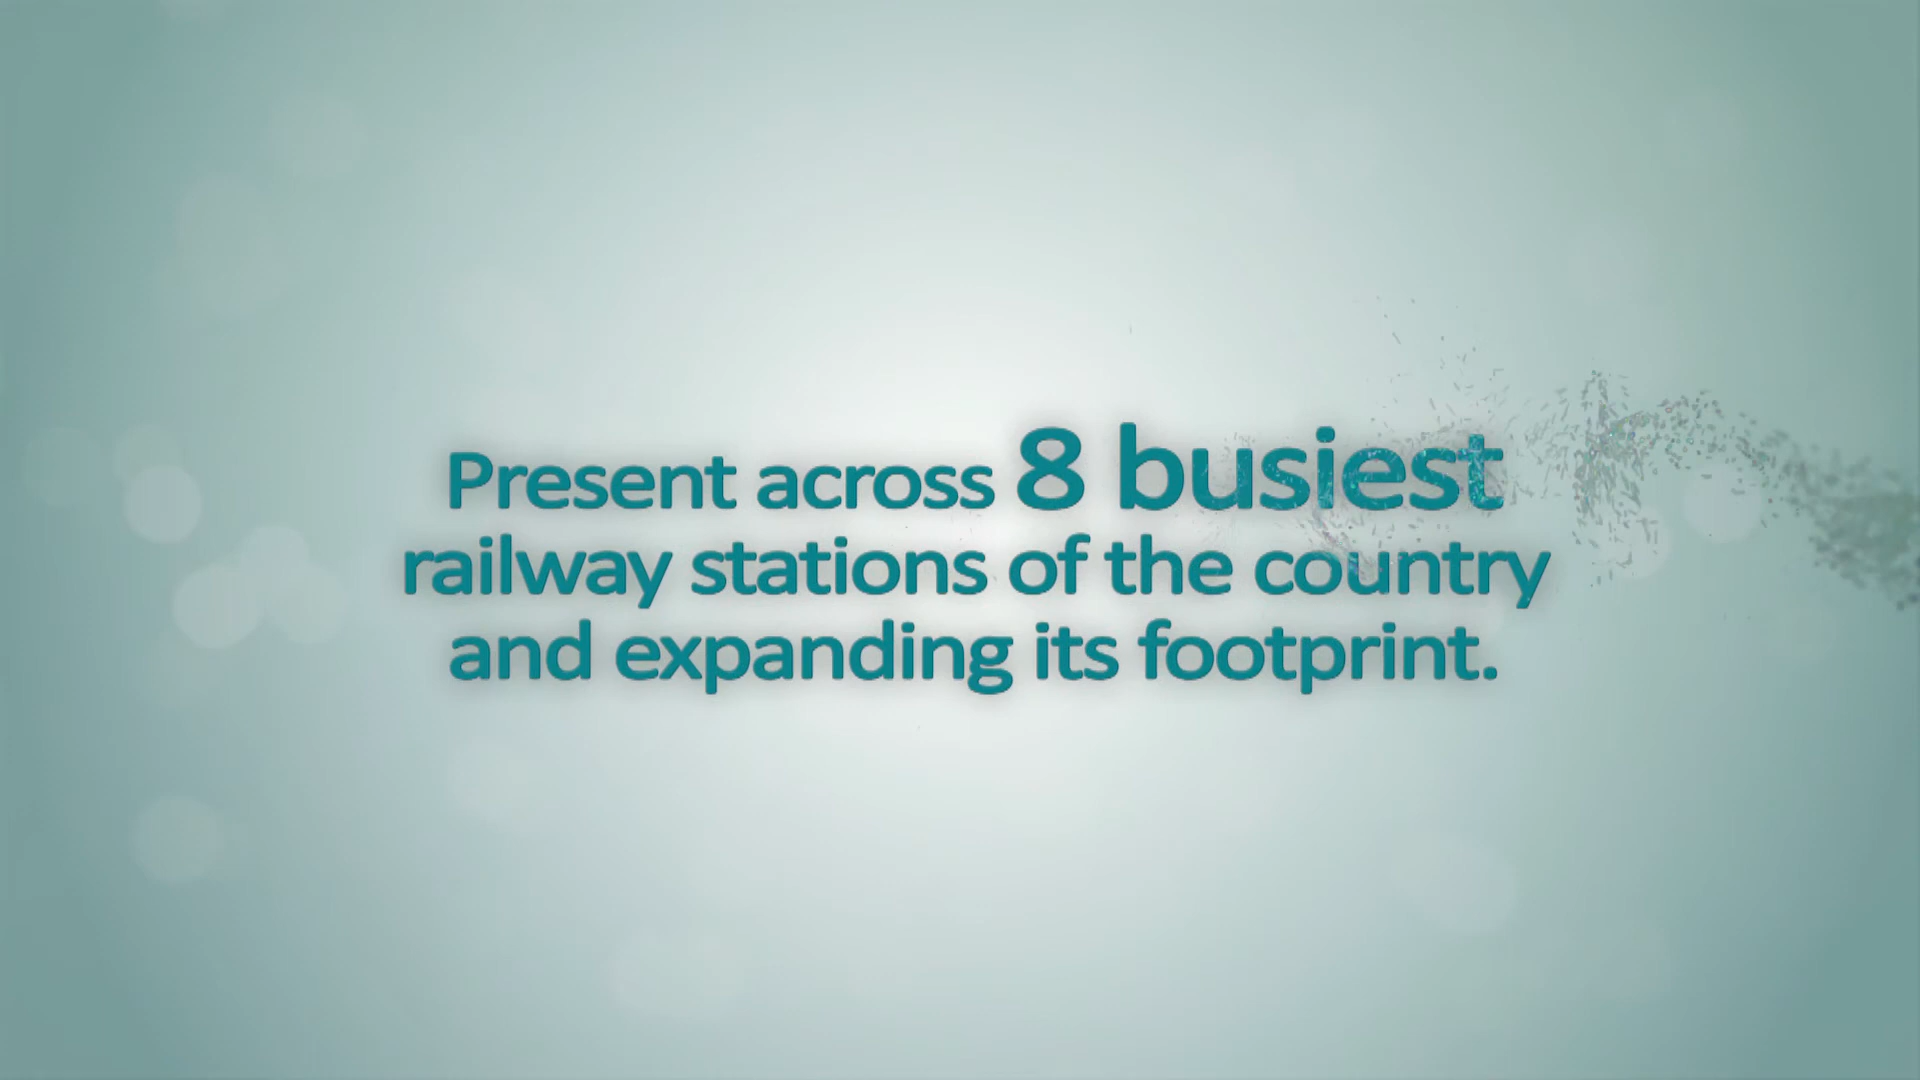 Present across 8 busiest
railway stations of the country
and expanding its footprint.